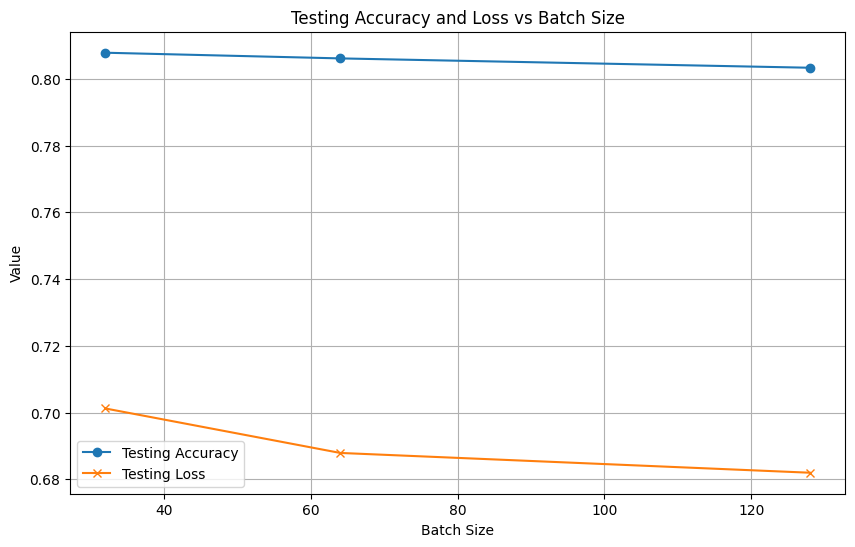 Testing Accuracy and Loss vs Batch Size
0.80
0.78
0.76
0.74
0.72
0.70
0.68
Value
Testing Accuracy
Testing Loss
40 60 80 100 120
Batch Size